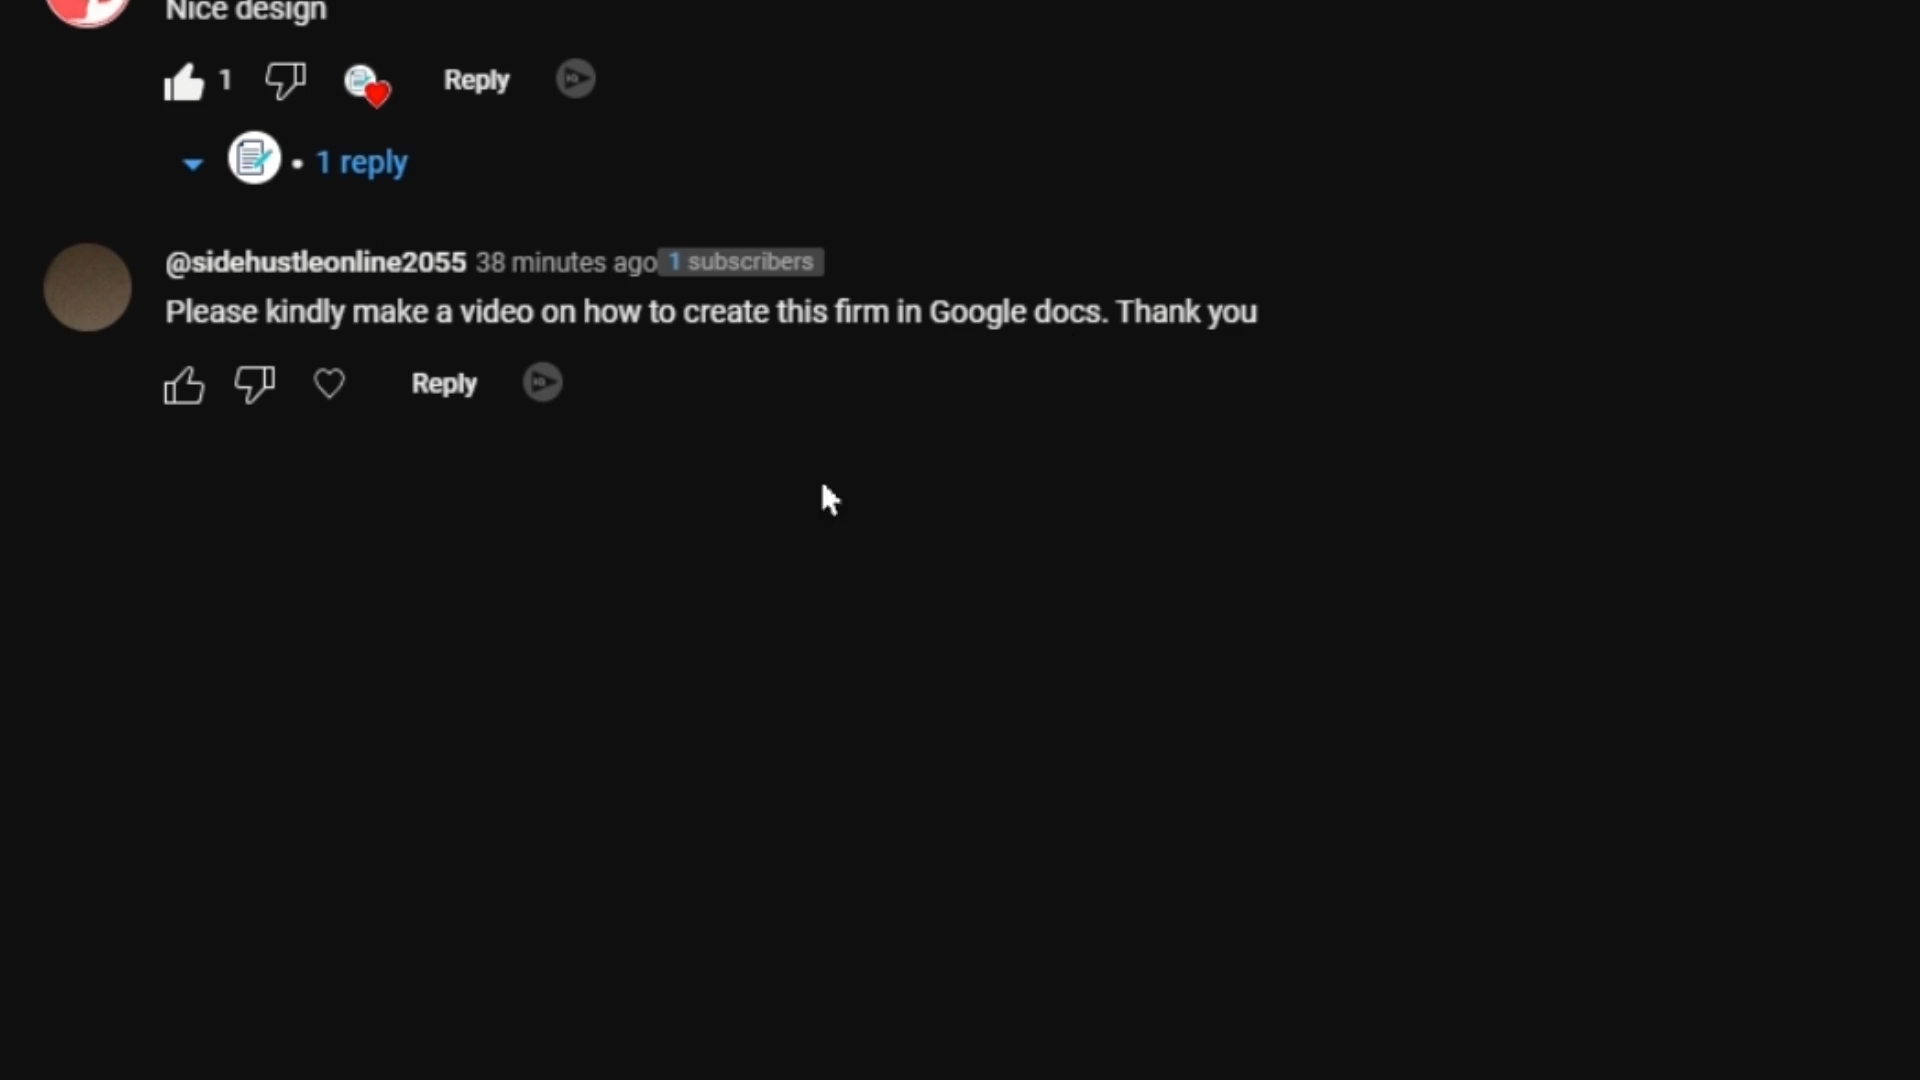 Nice design
1
Reply
1 reply
@sidehustleonline2055 38 minutes ago 1 subscribers
Please kindly make a video on how to create this firm in Google docs. Thank you
Reply